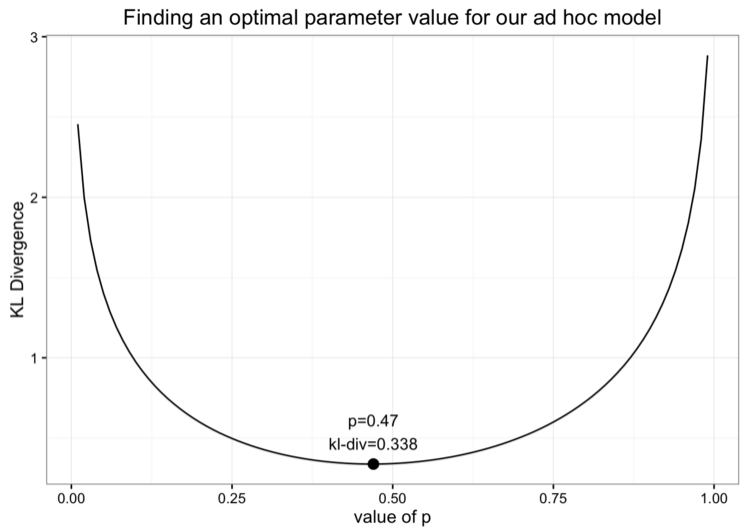 Finding an optimal parameter value for our ad hoc model
3
2
1
KL Divergence
p=0.47
kl-div=0.338
0.00 0.25 0.50 0.75 1.00
value of p